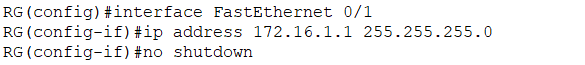 RG(config)#interface FastEthernet 0/1
RG(config-if)#ip address 172.16.1.1 255.255.255.0
RG(config-if)#no shutdown